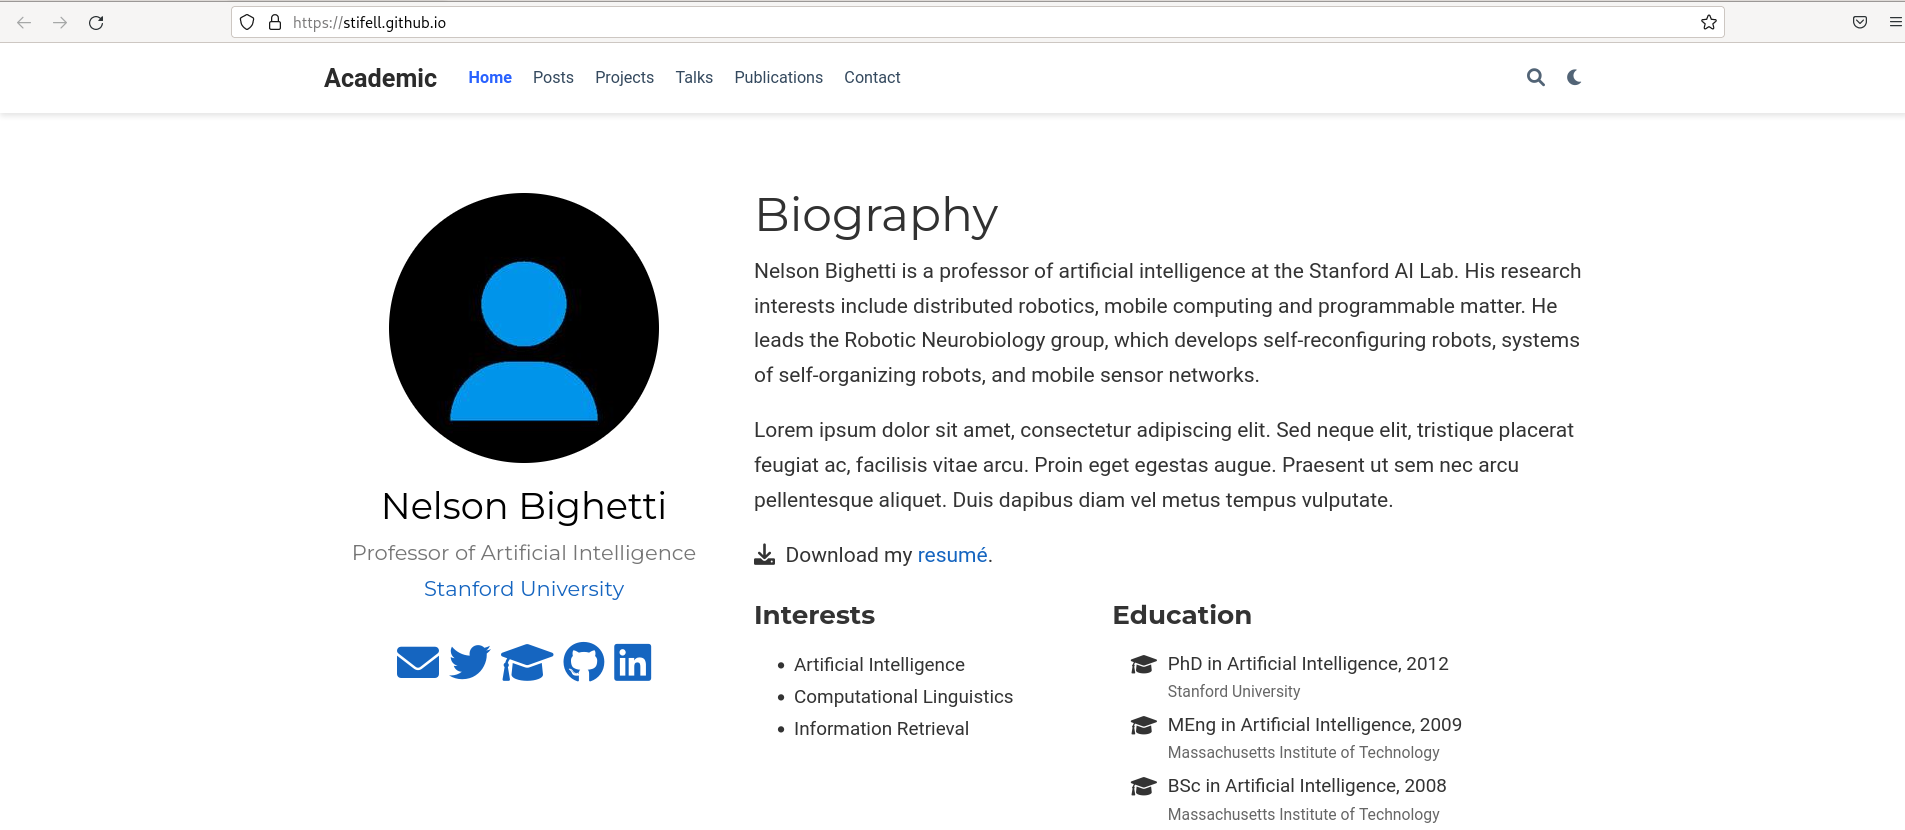 https://stifell.github.io
Academic Home Posts Projects Talks Publications Contact
Nelson Bighetti
Professor of Artificial Intelligence
Stanford University
in
Biography
Nelson Bighetti is a professor of artificial intelligence at the Stanford AI Lab. His research
interests include distributed robotics, mobile computing and programmable matter. He
leads the Robotic Neurobiology group, which develops self-reconfiguring robots, systems
of self-organizing robots, and mobile sensor networks.
Lorem ipsum dolor sit amet, consectetur adipiscing elit. Sed neque elit, tristique placerat
feugiat ac, facilisis vitae arcu. Proin eget egestas augue. Praesent ut sem nec arcu
pellentesque aliquet. Duis dapibus diam vel metus tempus vulputate.
Download my resumé.
Interests
• Artificial Intelligence
• Computational Linguistics
• Information Retrieval
Education
PhD in Artificial Intelligence, 2012
Stanford University
MEng in Artificial Intelligence, 2009
Massachusetts Institute of Technology
BSc in Artificial Intelligence, 2008
Massachusetts Institute of Technology